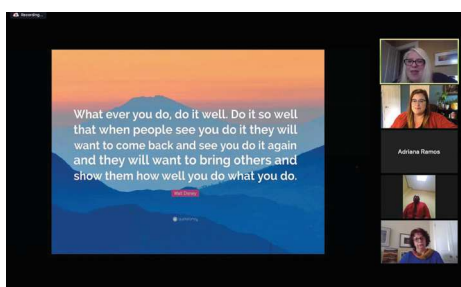 Recording...
What ever you do, do it well. Do it so well
that when people see you do it they will
want to come back and see you do it again
and they will want to bring others and
show them how well you do what you do.
Walt Disney
Adriana Ramos